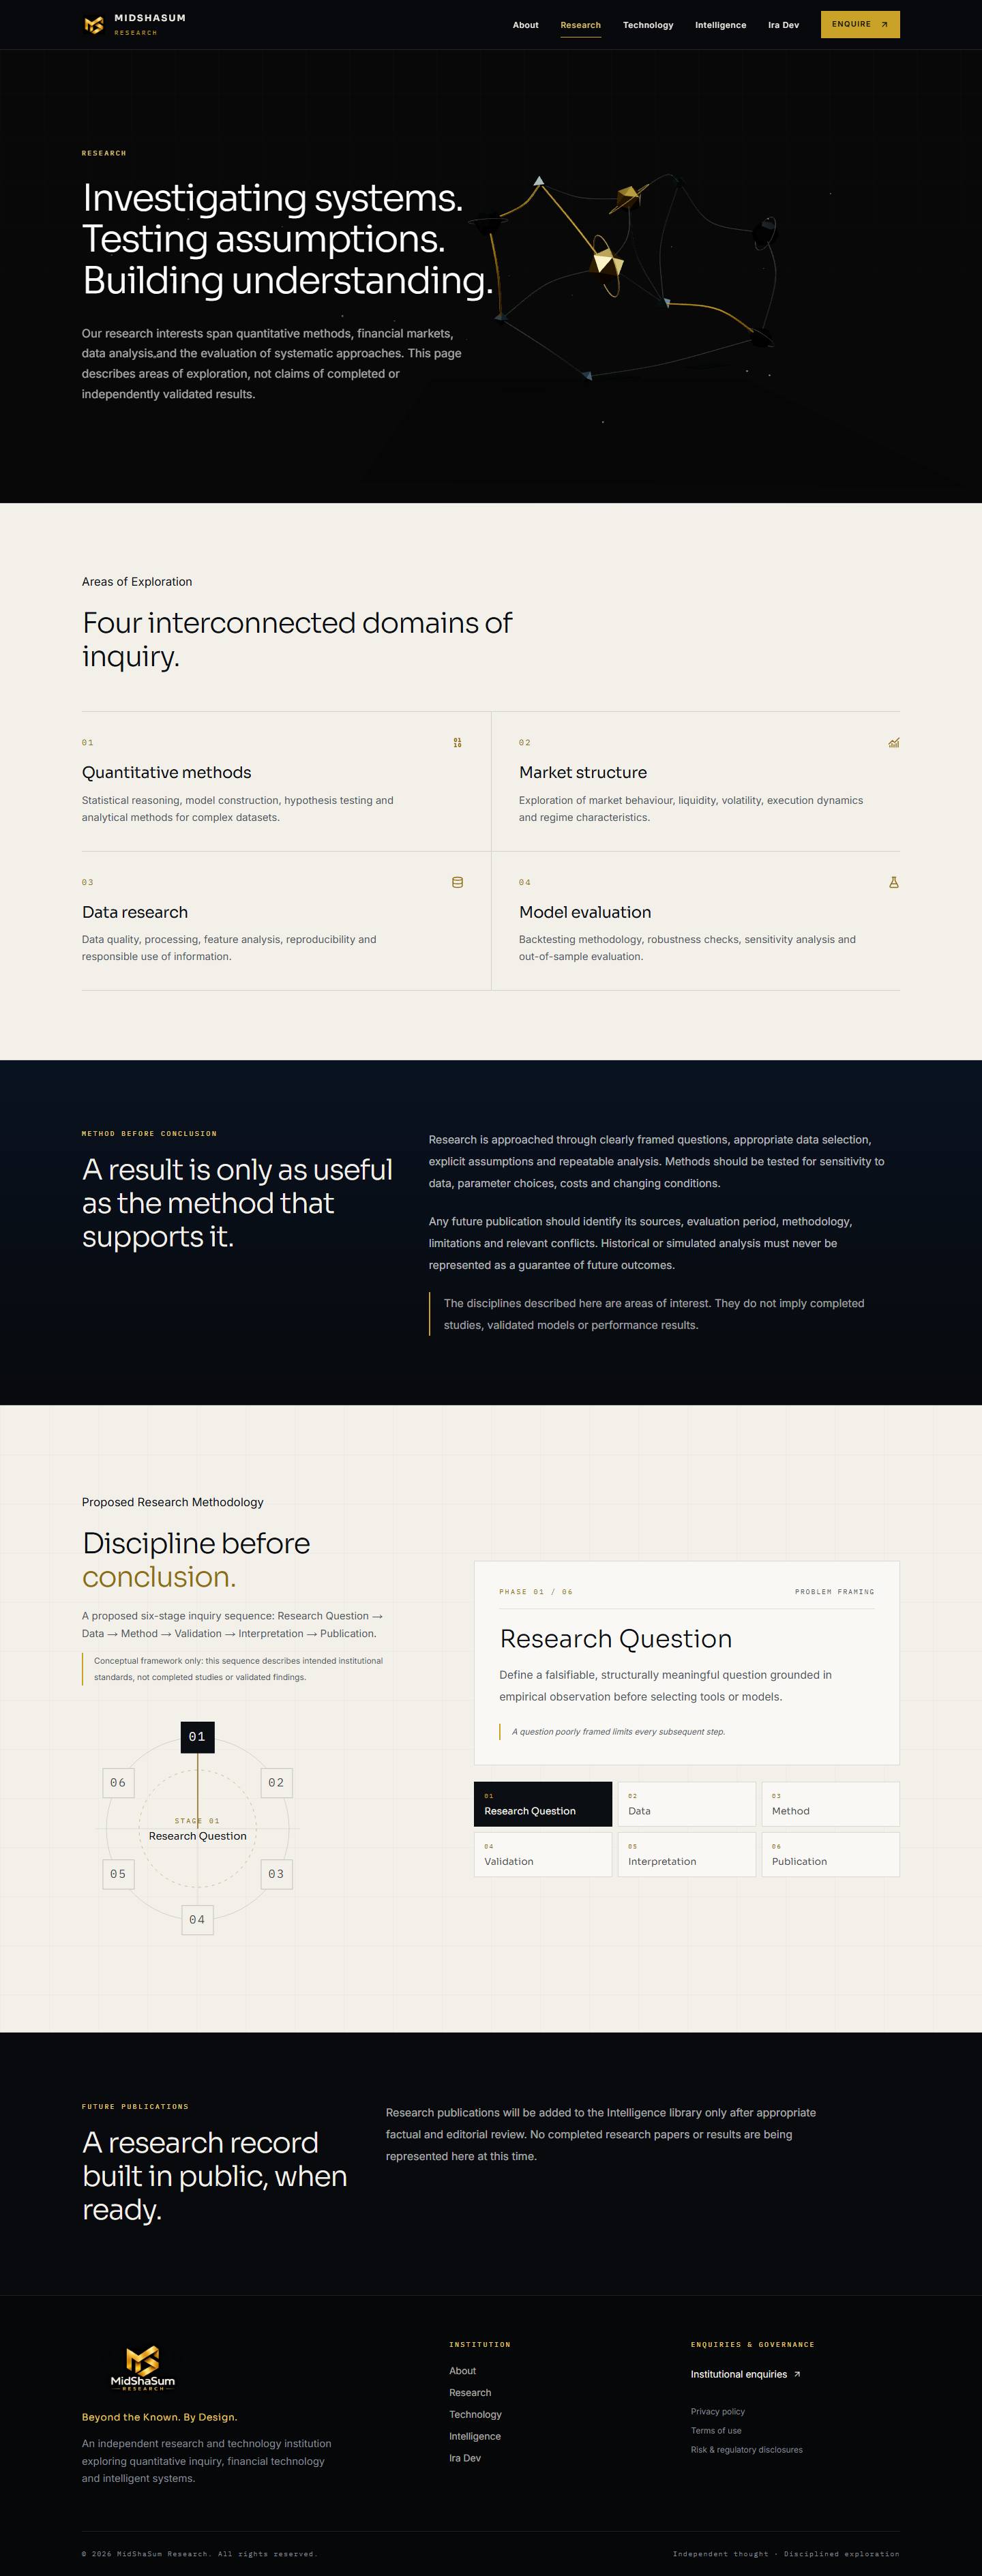 MIDSHASUM
RESEARCH
About
Research
Technology
Intelligence
Ira Dev
ENQUIRE
RESEARCH
Investigating systems.
Testing assumptions.
Building understanding.
Our research interests span quantitative methods, financial markets,
data analysis,and the evaluation of systematic approaches. This page
describes areas of exploration, not claims of completed or
independently validated results.
Areas of Exploration
Four interconnected domains of
inquiry.
01
Quantitative methods
Statistical reasoning, model construction, hypothesis testing and
analytical methods for complex datasets.
02
Market structure
Exploration of market behaviour, liquidity, volatility, execution dynamics
and regime characteristics.
03
Data research
Data quality, processing, feature analysis, reproducibility and
responsible use of information.
04
Model evaluation
Backtesting methodology, robustness checks, sensitivity analysis and
out-of-sample evaluation.
METHOD BEFORE CONCLUSION
A result is only as useful
as the method that
supports it.
Research is approached through clearly framed questions, appropriate data selection,
explicit assumptions and repeatable analysis. Methods should be tested for sensitivity to
data, parameter choices, costs and changing conditions.
Any future publication should identify its sources, evaluation period, methodology,
limitations and relevant conflicts. Historical or simulated analysis must never be
represented as a guarantee of future outcomes.
The disciplines described here are areas of interest. They do not imply completed
studies, validated models or performance results.
Proposed Research Methodology
Discipline before
conclusion.
A proposed six-stage inquiry sequence: Research Question →
Data → Method → Validation → Interpretation → Publication.
Conceptual framework only: this sequence describes intended institutional
standards, not completed studies or validated findings.
01
06
02
STAGE 01
Research Question
05
03
04
PHASE 01 / 06
PROBLEM FRAMING
Research Question
Define a falsifiable, structurally meaningful question grounded in
empirical observation before selecting tools or models.
A question poorly framed limits every subsequent step.
01
Research Question
02
Data
03
Method
04
Validation
05
Interpretation
06
Publication
FUTURE PUBLICATIONS
A research record
built in public, when
ready.
Research publications will be added to the Intelligence library only after appropriate
factual and editorial review. No completed research papers or results are being
represented here at this time.
MidShaSum
RESEARCH
Beyond the Known. By Design.
An independent research and technology institution
exploring quantitative inquiry, financial technology
and intelligent systems.
INSTITUTION
About
Research
Technology
Intelligence
Ira Dev
ENQUIRIES & GOVERNANCE
Institutional enquiries
Privacy policy
Terms of use
Risk & regulatory disclosures
© 2026 MidShaSum Research. All rights reserved.
Independent thought · Disciplined exploration